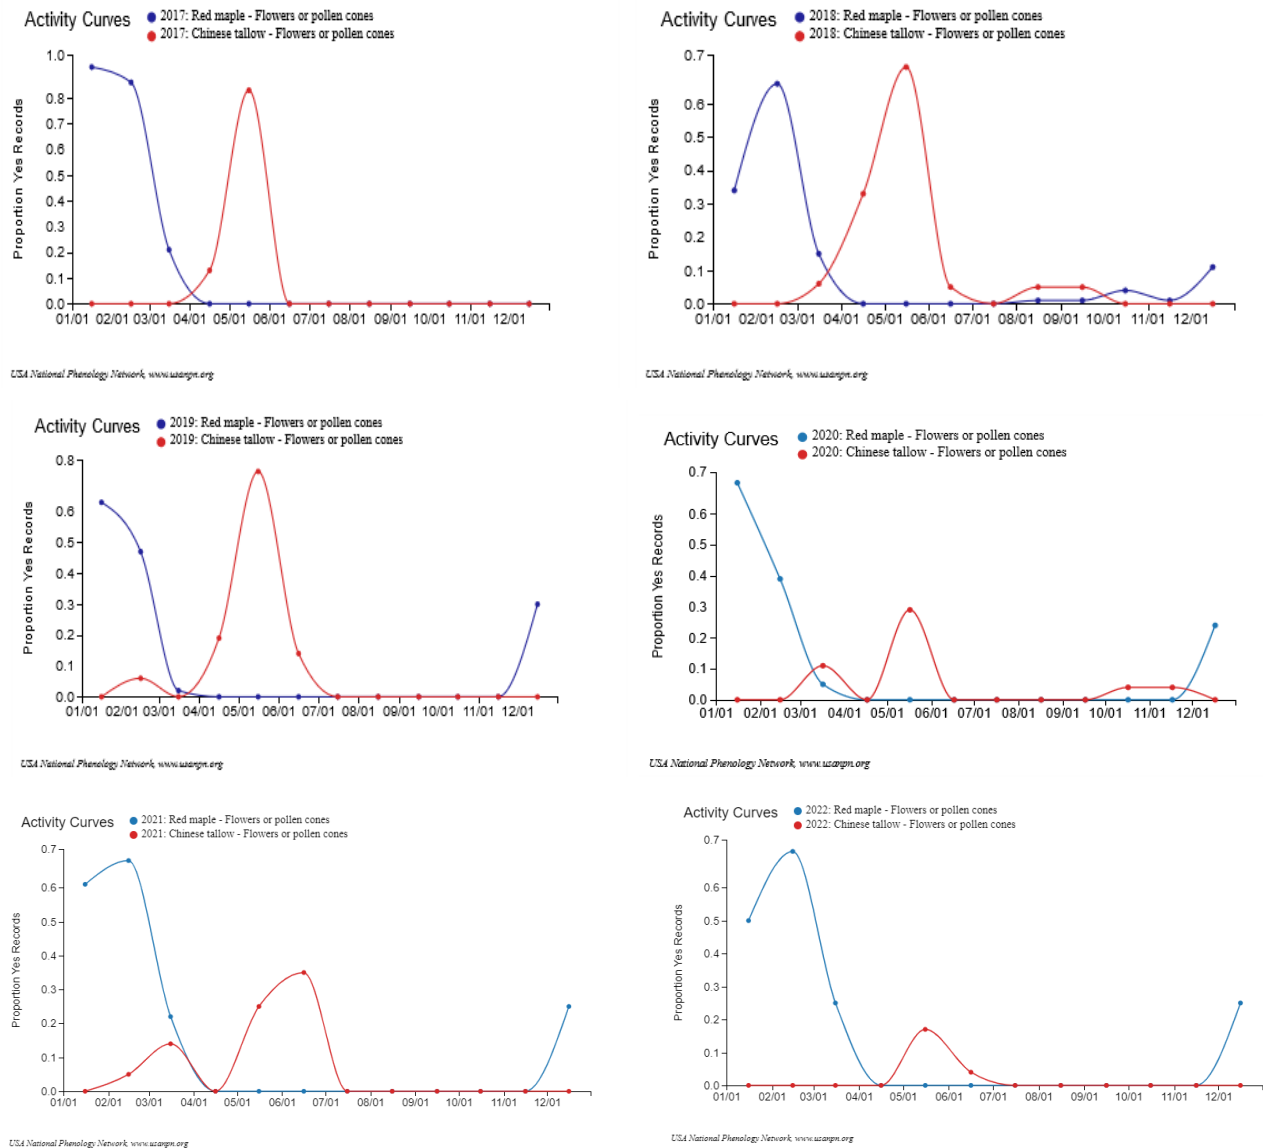 Activity Curves
2017: Red maple - Flowers or pollen cones
2017: Chinese tallow - Flowers or pollen cones
Proportion Yes Records
1.0
0.8
0.7
0.6
0.5
0.4
0.3
0.2
0.1
0.0
01/01 02/01 03/01 04/01 05/01 06/01 07/01 08/01 09/01 10/01 11/01 12/01
USA National Phenology Network, www.usanpn.org
Activity Curves
2018: Red maple - Flowers or pollen cones
2018: Chinese tallow - Flowers or pollen cones
Proportion Yes Records
0.7
0.6
0.5
0.4
0.3
0.2
0.1
0.0
01/01 02/01 03/01 04/01 05/01 06/01 07/01 08/01 09/01 10/01 11/01 12/01
USA National Phenology Network, www.usanpn.org
Activity Curves
2019: Red maple - Flowers or pollen cones
2019: Chinese tallow - Flowers or pollen cones
Proportion Yes Records
0.8
0.6
0.5
0.4
0.3
0.2
0.1
0.0
01/01 02/01 03/01 04/01 05/01 06/01 07/01 08/01 09/01 10/01 11/01 12/01
USA National Phenology Network, www.usanpn.org
Activity Curves
2020: Red maple - Flowers or pollen cones
2020: Chinese tallow - Flowers or pollen cones
Proportion Yes Records
0.7
0.6
0.5
0.4
0.3
0.2
0.1
0.0
01/01 02/01 03/01 04/01 05/01 06/01 07/01 08/01 09/01 10/01 11/01 12/01
USA National Phenology Network, www.usanpn.org
Activity Curves
2021: Red maple - Flowers or pollen cones
2021: Chinese tallow - Flowers or pollen cones
Proportion Yes Records
0.7
0.6
0.5
0.4
0.3
0.2
0.1
0.0
01/01 02/01 03/01 04/01 05/01 06/01 07/01 08/01 09/01 10/01 11/01 12/01
USA National Phenology Network, www.usanpn.org
Activity Curves
2022: Red maple - Flowers or pollen cones
2022: Chinese tallow - Flowers or pollen cones
Proportion Yes Records
0.7
0.6
0.5
0.4
0.3
0.2
0.1
0.0
01/01 02/01 03/01 04/01 05/01 06/01 07/01 08/01 09/01 10/01 11/01 12/01
USA National Phenology Network, www.usanpn.org